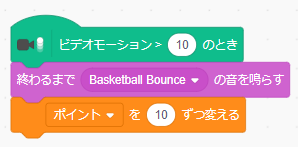 ビデオモーション > 10 のとき
終わるまで Basketball Bounce の音を鳴らす
ポイント を 10 ずつ変える